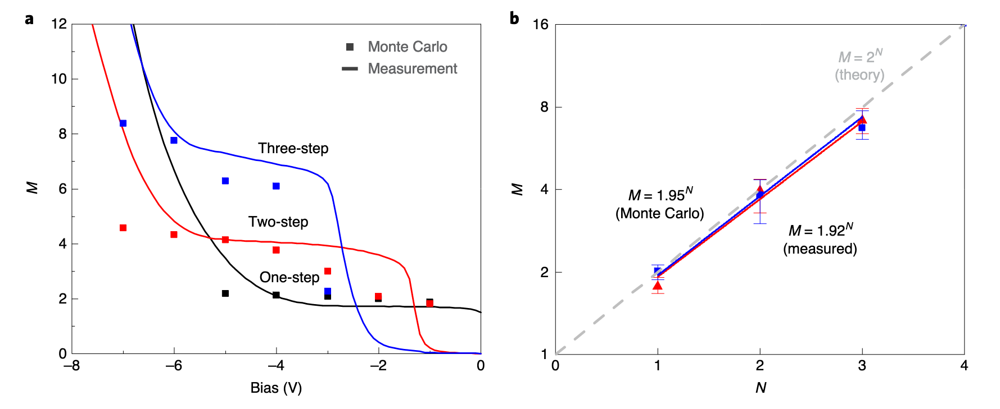 a
12
10
8
6
4
2
0
M
−8
−6
−4
−2
0
Bias (V)
Monte Carlo
Measurement
Three-step
Two-step
One-step
b
16
8
4
2
1
M
0
1
2
3
4
N
M = 2^N
(theory)
M = 1.95^N
(Monte Carlo)
M = 1.92^N
(measured)